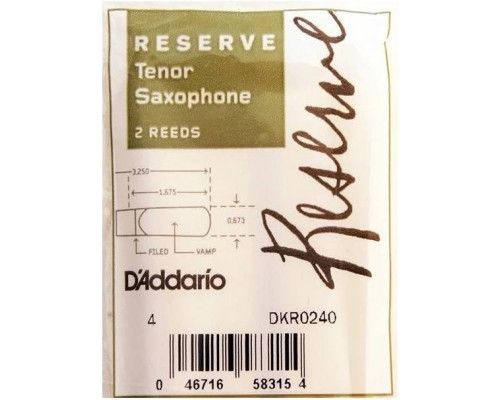 RESERVE
Tenor
Saxophone
2 REEDS
Reserve
3.250
1.675
0.673
FILED VAMP
D'Addario
4 DKR0240
0 46716 58315 4